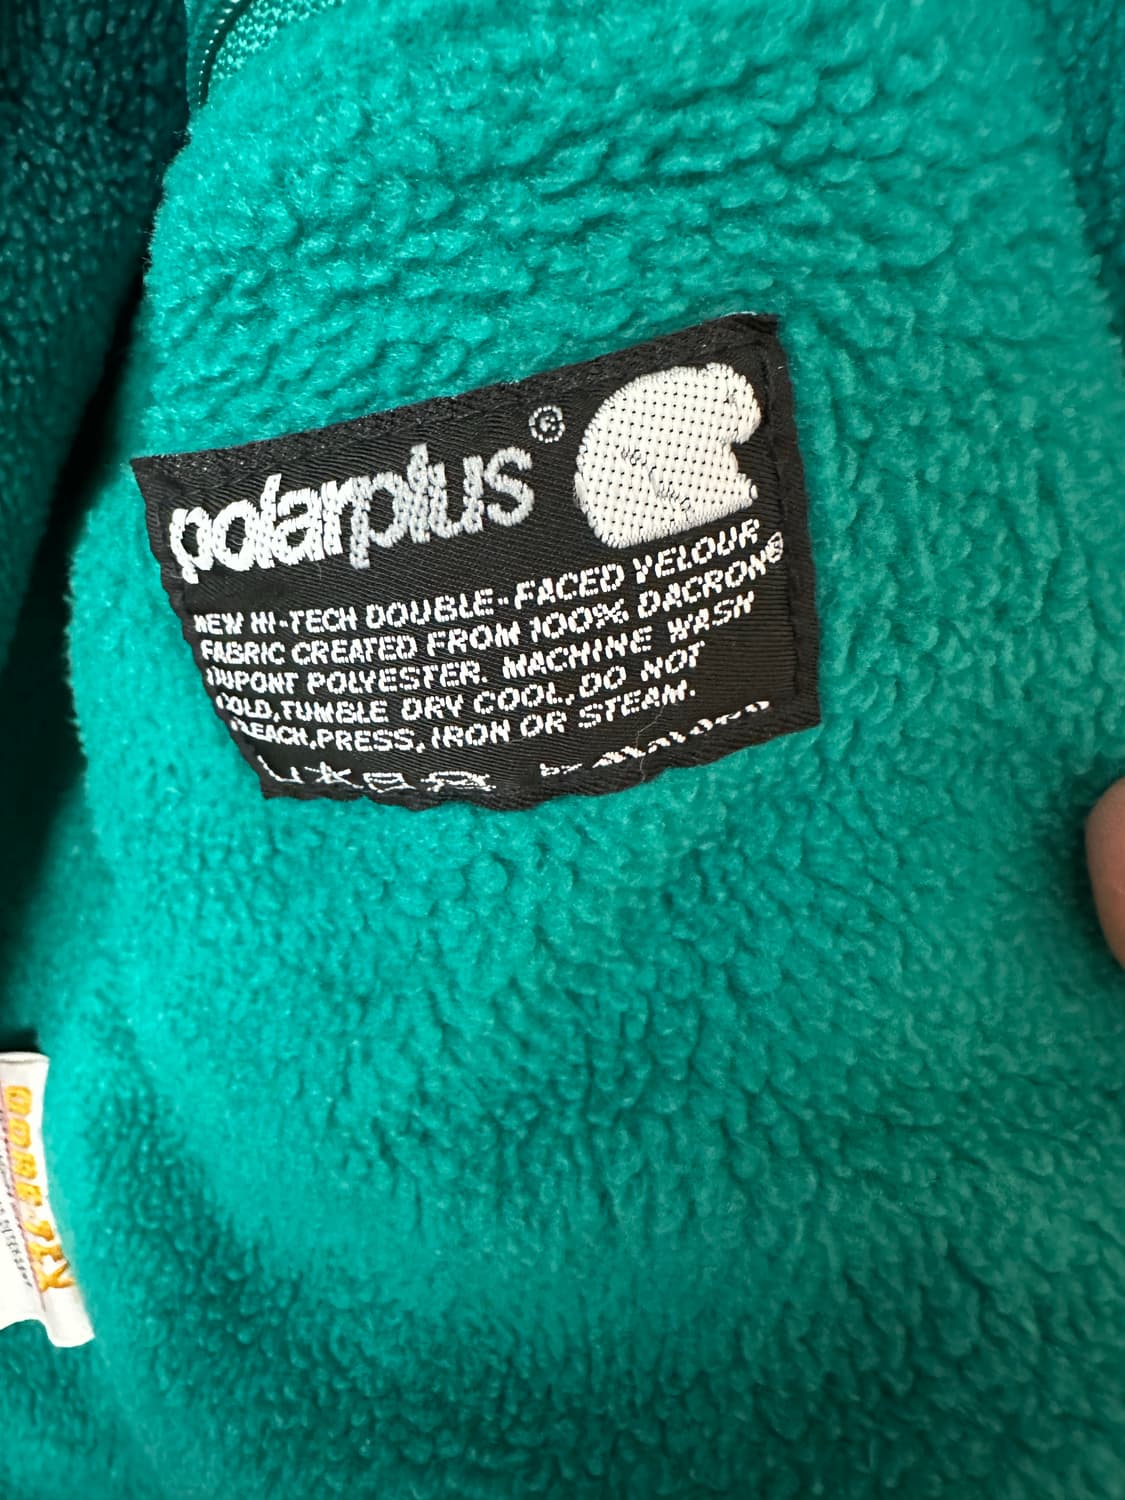 polarplus®
NEW HI-TECH DOUBLE-FACED VELOUR
FABRIC CREATED FROM 100% DACRON®
DUPONT POLYESTER. MACHINE WASH
COLD, TUMBLE DRY COOL, DO NOT
BLEACH, PRESS, IRON OR STEAM.
by